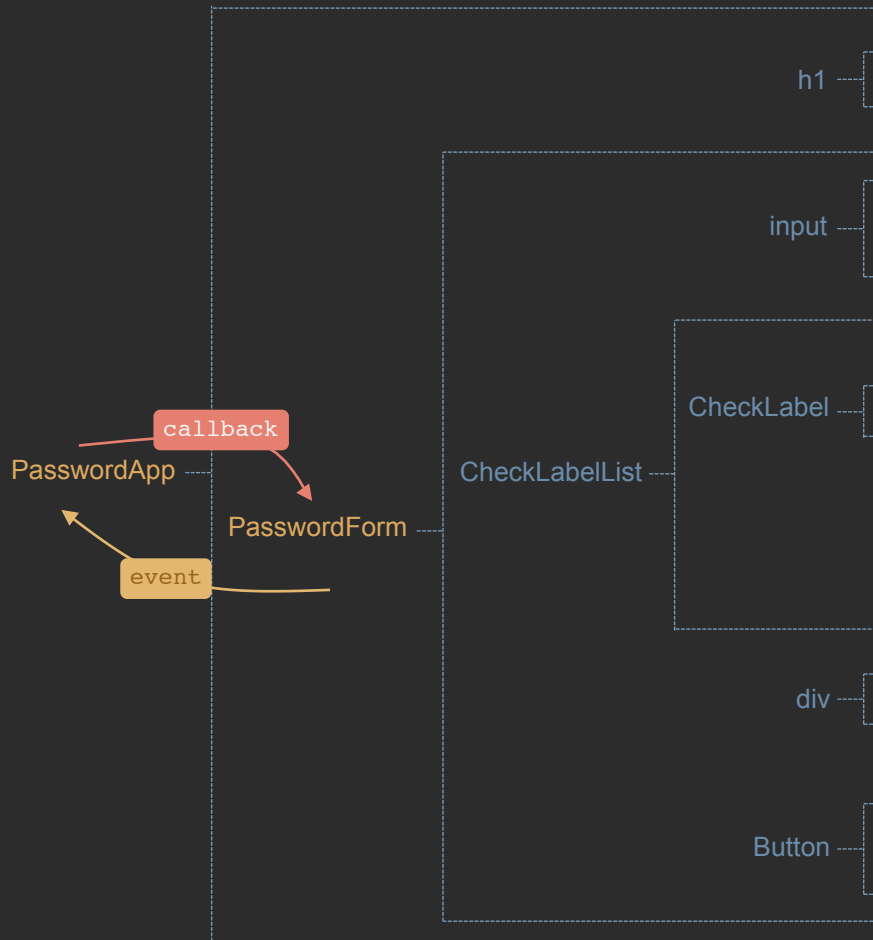 h1
input
CheckLabel
callback
PasswordApp
CheckLabelList
PasswordForm
event
div
Button